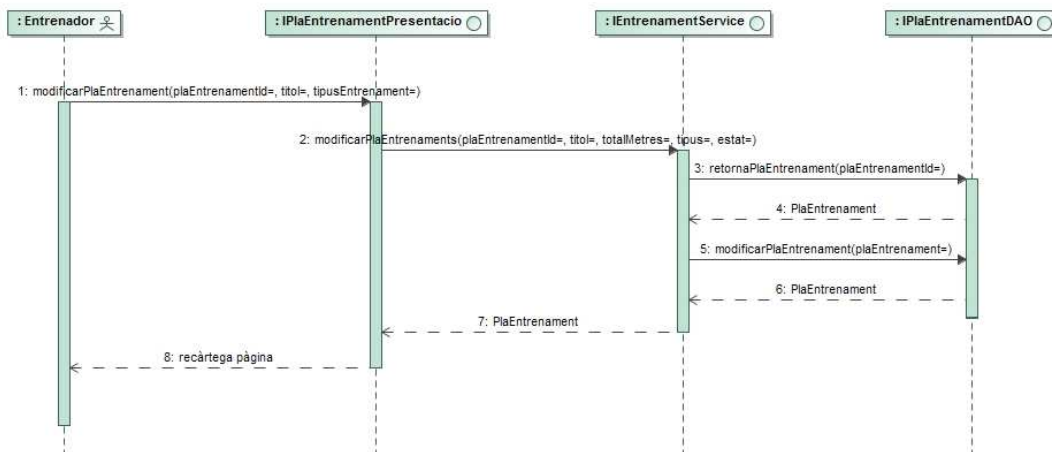 : Entrenador
: IPlaEntrenamentPresentacio
: IEntrenamentService
: IPlaEntrenamentDAO
1: modificarPlaEntrenament(plaEntrenamentId=, titol=, tipusEntrenament=)
2: modificarPlaEntrenaments(plaEntrenamentId=, titol=, totalMetres=, tipus=, estat=)
3: retornaPlaEntrenament(plaEntrenamentId=)
4: PlaEntrenament
5: modificarPlaEntrenament(plaEntrenament=)
6: PlaEntrenament
7: PlaEntrenament
8: recàrtega pàgina